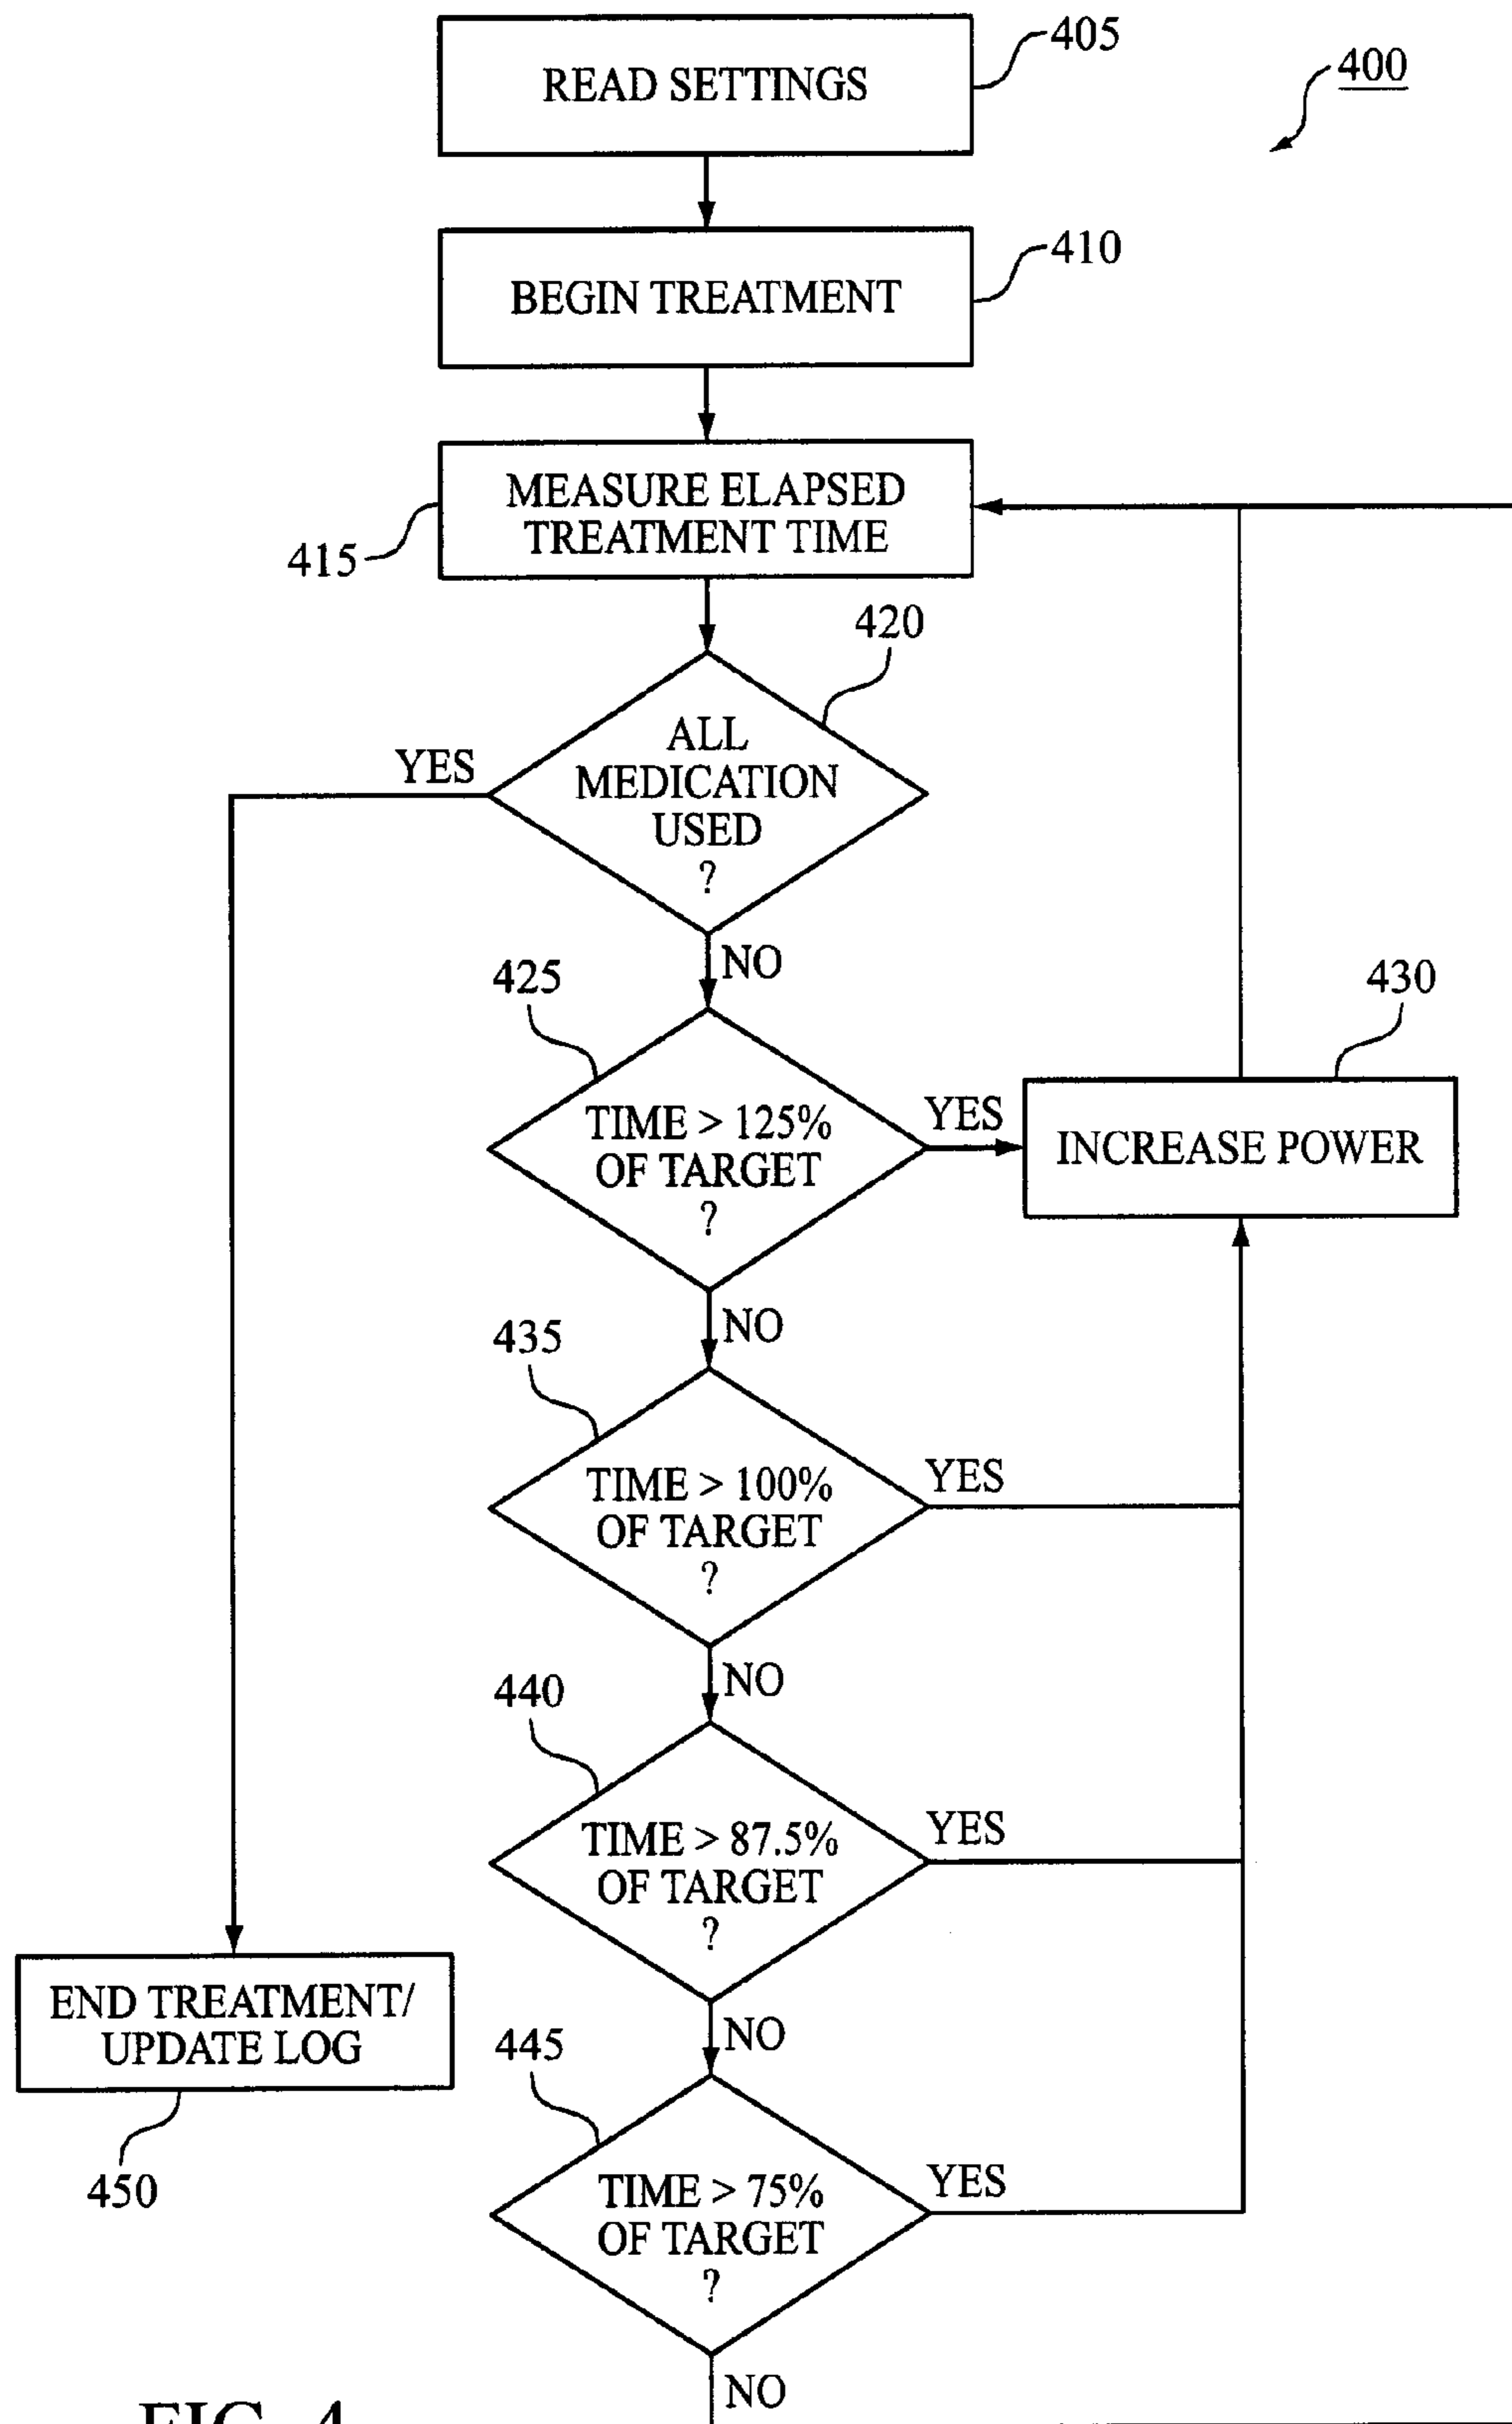 READ SETTINGS
405
400
BEGIN TREATMENT
410
MEASURE ELAPSED
TREATMENT TIME
415
420
ALL
MEDICATION
USED
?
YES
NO
425
430
TIME > 125%
OF TARGET
?
YES
INCREASE POWER
NO
435
TIME > 100%
OF TARGET
?
YES
NO
440
TIME > 87.5%
OF TARGET
?
YES
END TREATMENT/
UPDATE LOG
450
NO
445
TIME > 75%
OF TARGET
?
YES
NO
FIG. 4